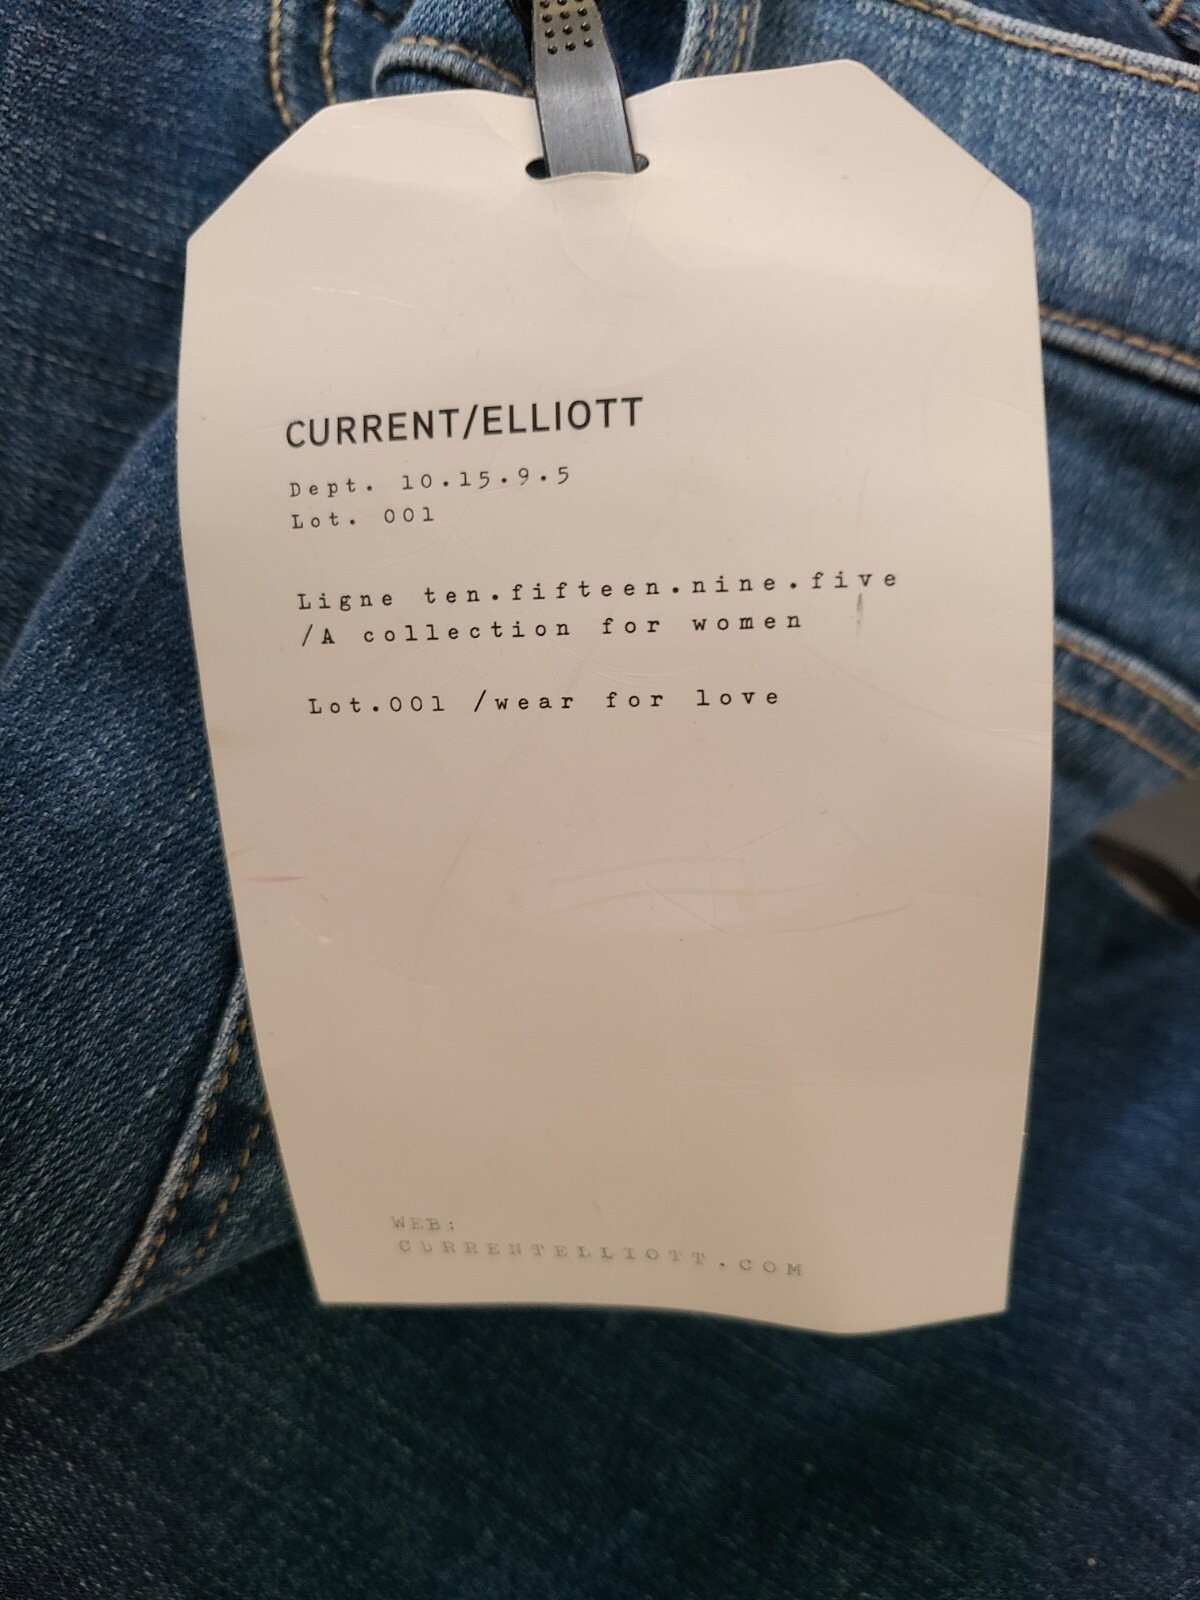 CURRENT/ELLIOTT
Dept. 10.15.9.5
Lot. 001
Ligne ten.fifteen.nine.five
/A collection for women
Lot.001 /wear for love
WEB:
CURRENTELLIOTT.COM